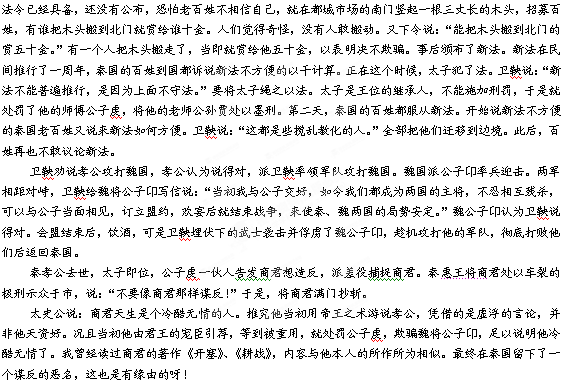 法令已经具备，还没有公布，恐怕老百姓不相信自己，就在都城市场的南门竖起一根三丈长的木头，招募百
姓，有谁把木头搬到北门就赏给谁十金。人们觉得奇怪，没有人敢搬动。又下令说：“能把木头搬到北门的
赏五十金。”有一个人把木头搬走了，当即就赏给他五十金，以表明决不欺骗。事后颁布了新法。新法在民
间推行了一周年，秦国的百姓到国都诉说新法不方便的以千计算。正在这个时候，太子犯了法。卫鞅说：“新
法不能普遍推行，是因为上面不守法。”要将太子绳之以法。太子是王位的继承人，不能施加刑罚，于是就
处罚了他的师傅公子虔，将他的老师公孙贾处以墨刑。第二天，秦国的百姓都服从新法。开始说新法不方便
的秦国老百姓又说来新法如何方便。卫鞅说：“这都是些搅乱教化的人。”全部把他们迁移到边境。此后，百
姓再也不敢议论新法。
卫鞅劝说孝公攻打魏国，孝公认为说得对，派卫鞅率领军队攻打魏国。魏国派公子卬率兵迎击。两军
相距对峙，卫鞅给魏将公子卬写信说：“当初我与公子交好，如今我们都成为两国的主将，不忍相互残杀，
可以与公子当面相见，订立盟约，欢宴后就结束战争，来使秦、魏两国的局势安定。”魏公子卬认为卫鞅说
得对。会盟结束后，饮酒，可是卫鞅埋伏下的武士袭击并俘虏了魏公子卬，趁机攻打他的军队，彻底打败他
们后返回秦国。
秦孝公去世，太子即位，公子虔一伙人告发商君想造反，派差役捕捉商君。秦惠王将商君处以车裂的
极刑示众于市，说：“不要像商君那样谋反！”于是，将商君满门抄斩。
太史公说：商君天生是个冷酷无情的人。推究他当初用帝王之术游说孝公，凭借的是虚浮的言论，并
非他天资好。况且当初他由君王的宠臣引荐，等到被重用，就处罚公子虔，欺骗魏将公子卬，足以说明他冷
酷无情了。我曾经读过商君的著作《开塞》、《耕战》，内容与他本人的所作所为相似。最终在秦国留下了一
个谋反的恶名，这也是有缘由的呀！